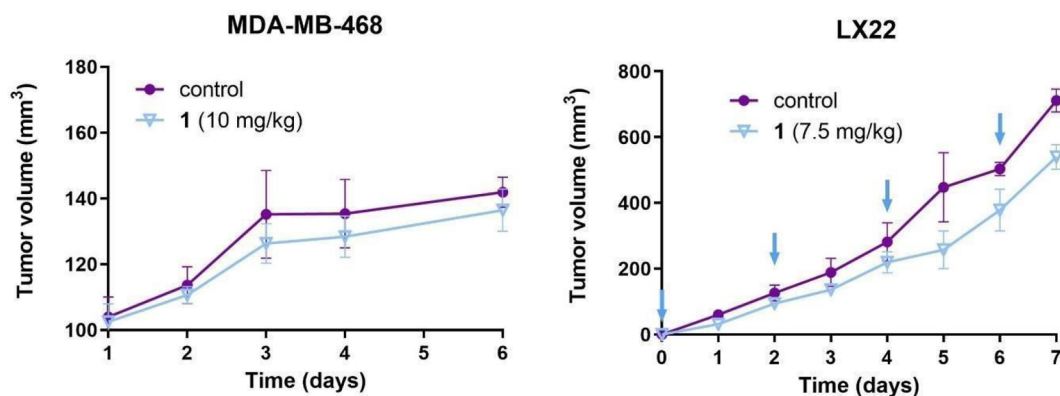 MDA-MB-468
Tumor volume (mm³)
180
160
140
120
100
control
1 (10 mg/kg)
1 2 3 4 5 6
Time (days)
LX22
Tumor volume (mm³)
800
600
400
200
0
control
1 (7.5 mg/kg)
0 1 2 3 4 5 6 7
Time (days)